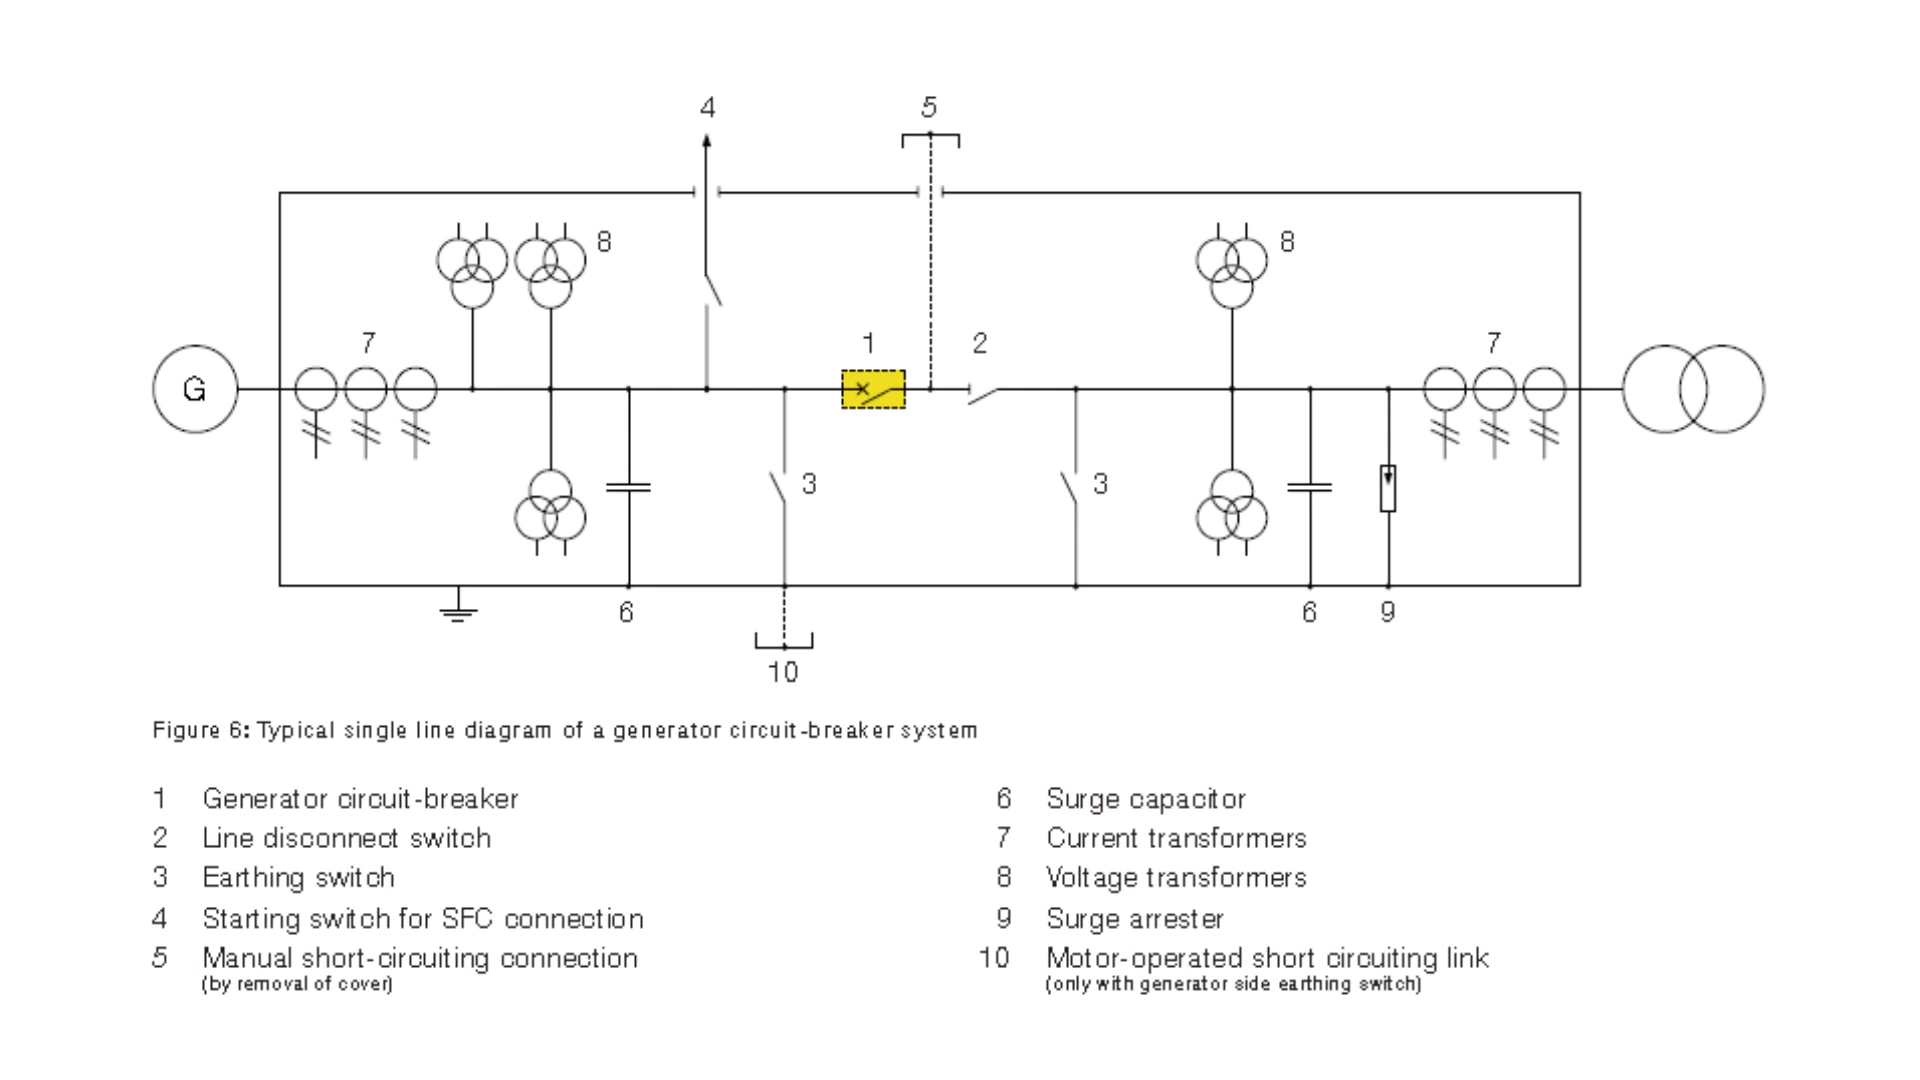 4 5
8 8
7 1 2 7
G
3 3
6 6 9
10
Figure 6: Typical single line diagram of a generator circuit-breaker system
1 Generator circuit-breaker
2 Line disconnect switch
3 Earthing switch
4 Starting switch for SFC connection
5 Manual short-circuiting connection
(by removal of cover)
6 Surge capacitor
7 Current transformers
8 Voltage transformers
9 Surge arrester
10 Motor-operated short circuiting link
(only with generator side earthing switch)